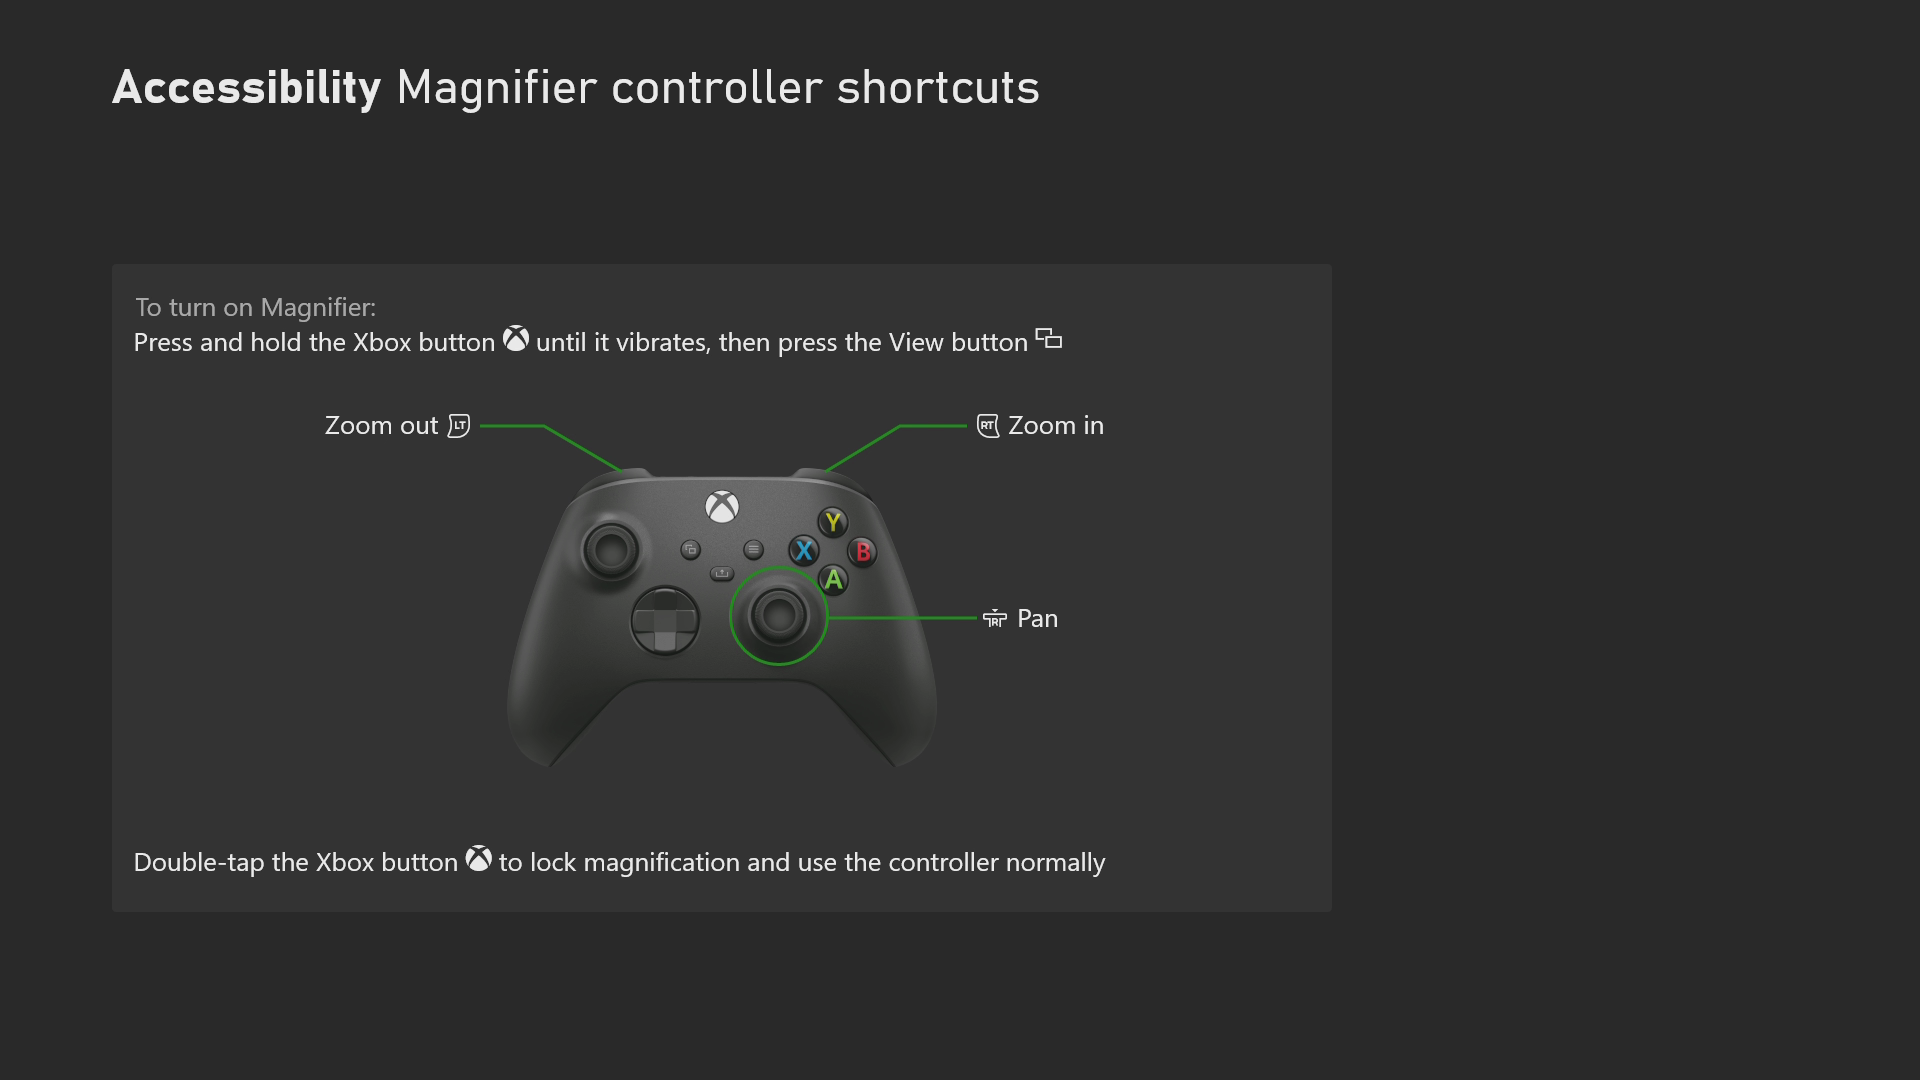 Accessibility Magnifier controller shortcuts
To turn on Magnifier:
Press and hold the Xbox button until it vibrates, then press the View button
Zoom out LT
RT Zoom in
Y
X
B
A
R Pan
Double-tap the Xbox button to lock magnification and use the controller normally